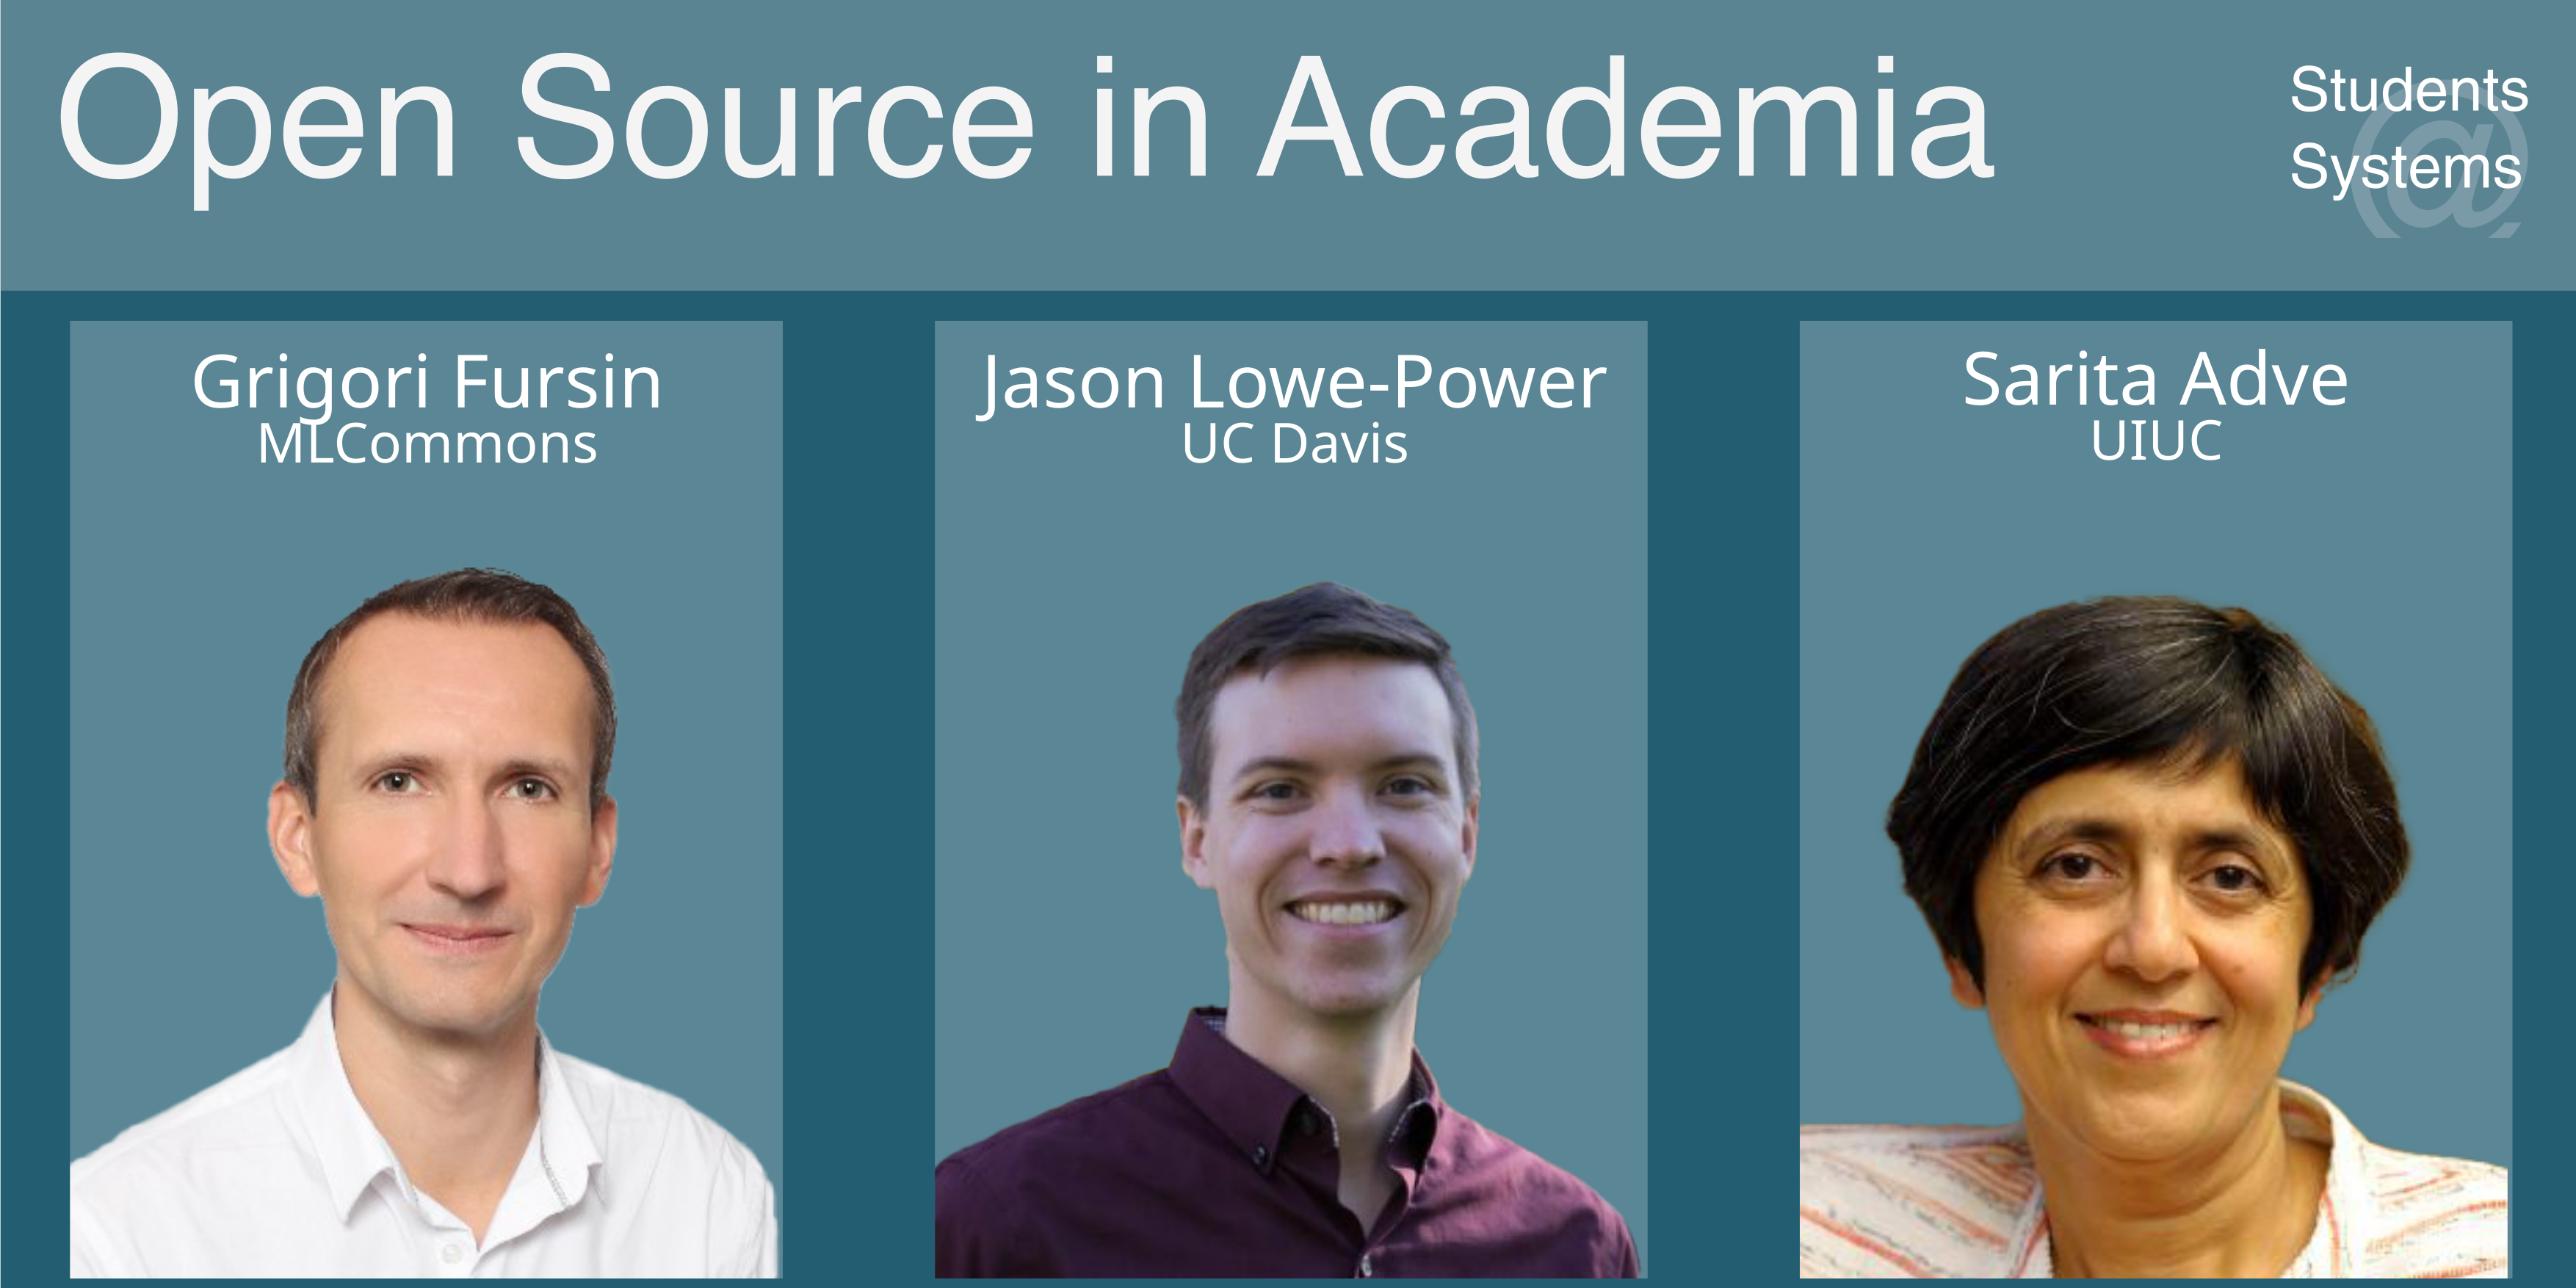 Open Source in Academia
Students
@
Systems
Grigori Fursin
MLCommons
Jason Lowe-Power
UC Davis
Sarita Adve
UIUC